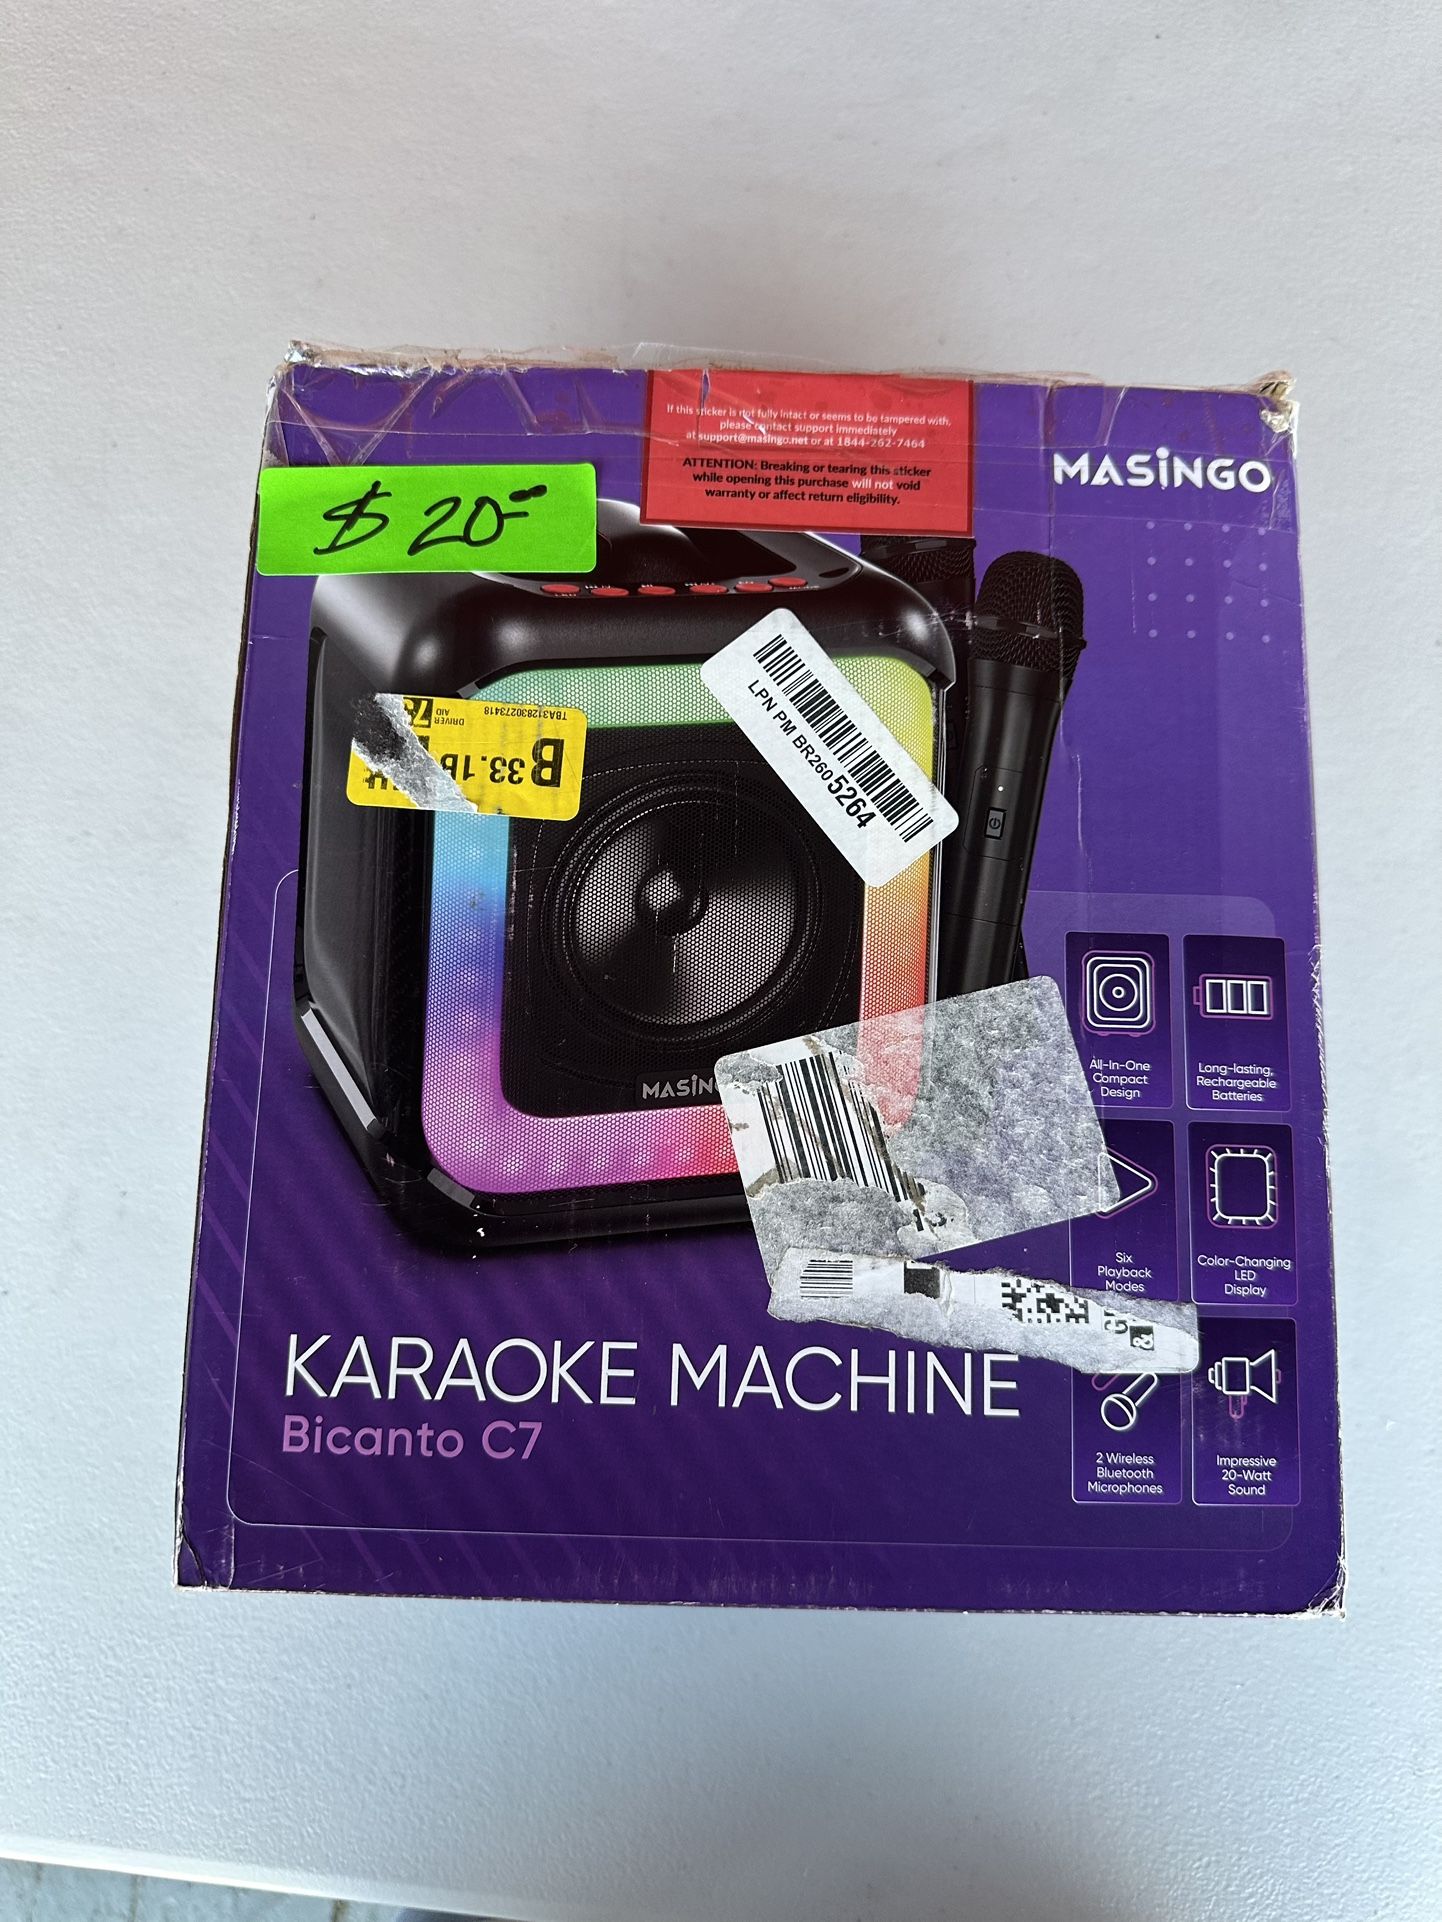 If this sticker is not fully intact or seems to be tampered with,
please contact support immediately
at support@masingo.net or at 1844-262-7464
ATTENTION: Breaking or tearing this sticker
while opening this purchase will not void
warranty or affect return eligibility.
MASiNGO
$20.=
LPN PM BR2605264
TBA312830273418
DRIVER
AID
B 33.1B
MASiN
All-In-One
Compact
Design
Long-lasting,
Rechargeable
Batteries
Six
Playback
Modes
Color-Changing
LED
Display
KARAOKE MACHINE
Bicanto C7
2 Wireless
Bluetooth
Microphones
Impressive
20-Watt
Sound